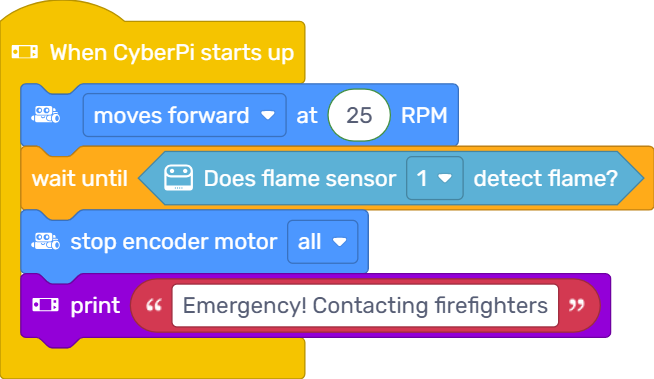 When CyberPi starts up
moves forward at 25 RPM
wait until Does flame sensor 1 detect flame?
stop encoder motor all
print “ Emergency! Contacting firefighters ”